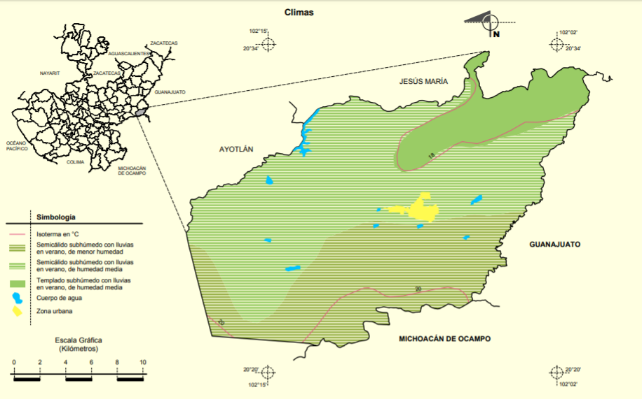 Climas
102°15'
20°34'
N
102°02'
20°34'
ZACATECAS
AGUASCALIENTES
NAYARIT
ZACATECAS
GUANAJUATO
OCÉANO
PACÍFICO
COLIMA
MICHOACÁN
DE OCAMPO
JESÚS MARÍA
AYOTLÁN
18
GUANAJUATO
20
20
MICHOACÁN DE OCAMPO
Simbología
Isoterma en °C
Semicálido subhúmedo con lluvias
en verano, de menor humedad
Semicálido subhúmedo con lluvias
en verano, de humedad media
Templado subhúmedo con lluvias
en verano, de humedad media
Cuerpo de agua
Zona urbana
Escala Gráfica
(Kilómetros)
0 2 4 6 8 10
20°20'
102°15'
20°20'
102°02'